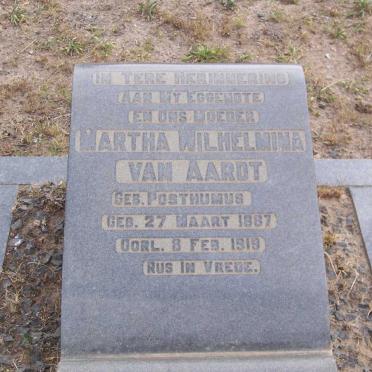 IN TERE HERINNERING
AAN MY EGGENOTE
EN ONS MOEDER
MARTHA WILHELMINA
VAN AARDT
GEB. POSTHUMUS
GEB. 27 MAART 1887
OORL. 8 FEB. 1919
RUS IN VREDE.